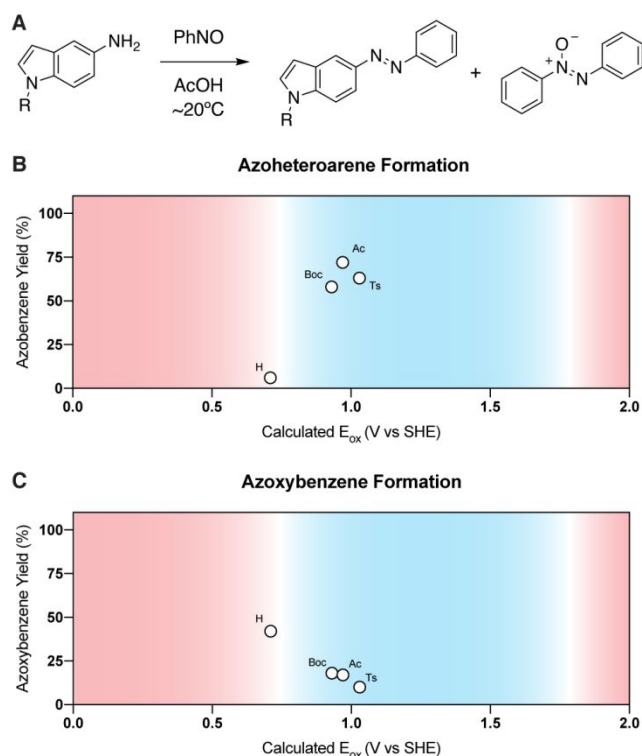 A
NH₂
N
R
PhNO
AcOH
~20°C
N
N
N
R
+
O⁻
N⁺
N
B
Azoheteroarene Formation
Azobenzene Yield (%)
100
75
50
25
0
Ac
Boc
Ts
H
0.0 0.5 1.0 1.5 2.0
Calculated Eₒₓ (V vs SHE)
C
Azoxybenzene Formation
Azoxybenzene Yield (%)
100
75
50
25
0
H
Boc Ac
Ts
0.0 0.5 1.0 1.5 2.0
Calculated Eₒₓ (V vs SHE)